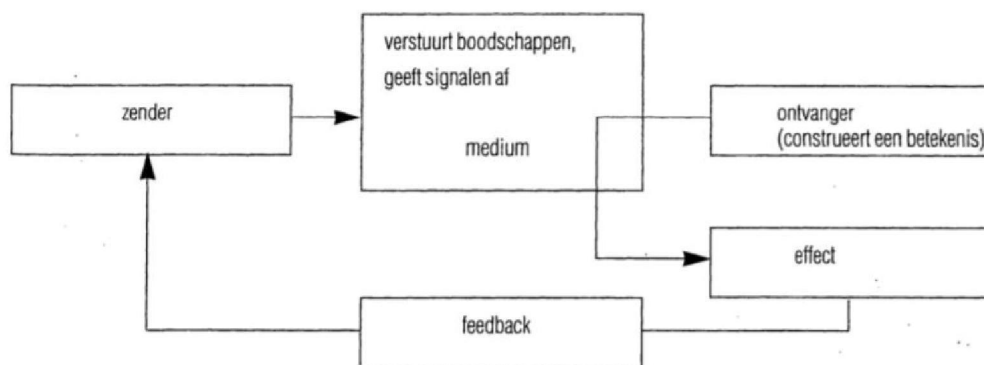 verstuurt boodschappen,
geeft signalen af
zender
medium
ontvanger
(construeert een betekenis)
effect
feedback